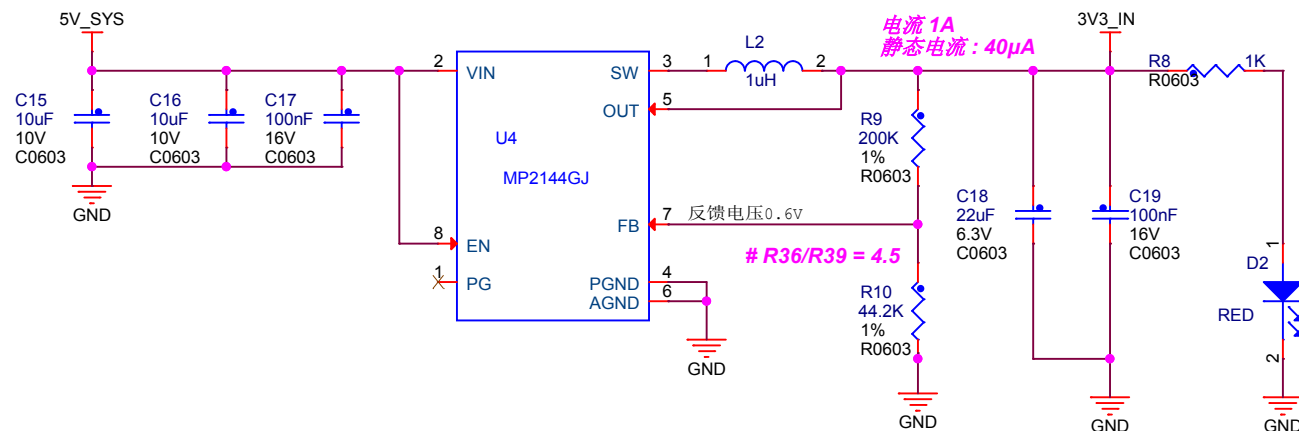 5V_SYS
C15
10uF
10V
C0603
C16
10uF
10V
C0603
C17
100nF
16V
C0603
GND
2
8
1
VIN
EN
PG
U4
MP2144GJ
SW
OUT
FB
PGND
AGND
3
5
7
4
6
GND
1
L2
2
1uH
电流 1A
静态电流 : 40µA
反馈电压0.6V
# R36/R39 = 4.5
R9
200K
1%
R0603
R10
44.2K
1%
R0603
GND
C18
22uF
6.3V
C0603
3V3_IN
C19
100nF
16V
C0603
GND
R8
1K
R0603
1
D2
RED
2
GND